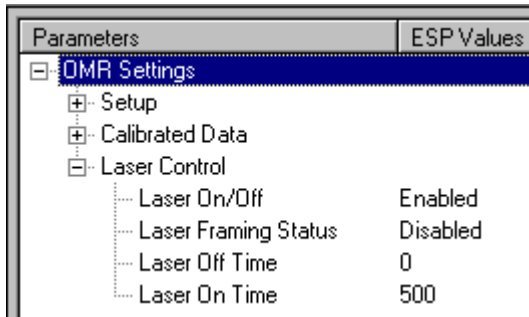 Parameters ESP Values
OMR Settings
Setup
Calibrated Data
Laser Control
Laser On/Off Enabled
Laser Framing Status Disabled
Laser Off Time 0
Laser On Time 500